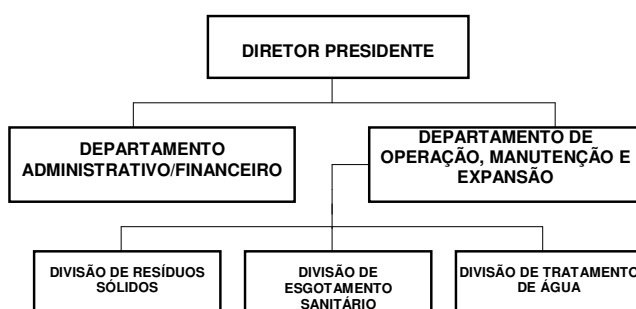 DIRETOR PRESIDENTE
DEPARTAMENTO
ADMINISTRATIVO/FINANCEIRO
DEPARTAMENTO DE
OPERAÇÃO, MANUTENÇÃO E
EXPANSÃO
DIVISÃO DE RESÍDUOS
SÓLIDOS
DIVISÃO DE
ESGOTAMENTO
SANITÁRIO
DIVISÃO DE TRATAMENTO
DE ÁGUA